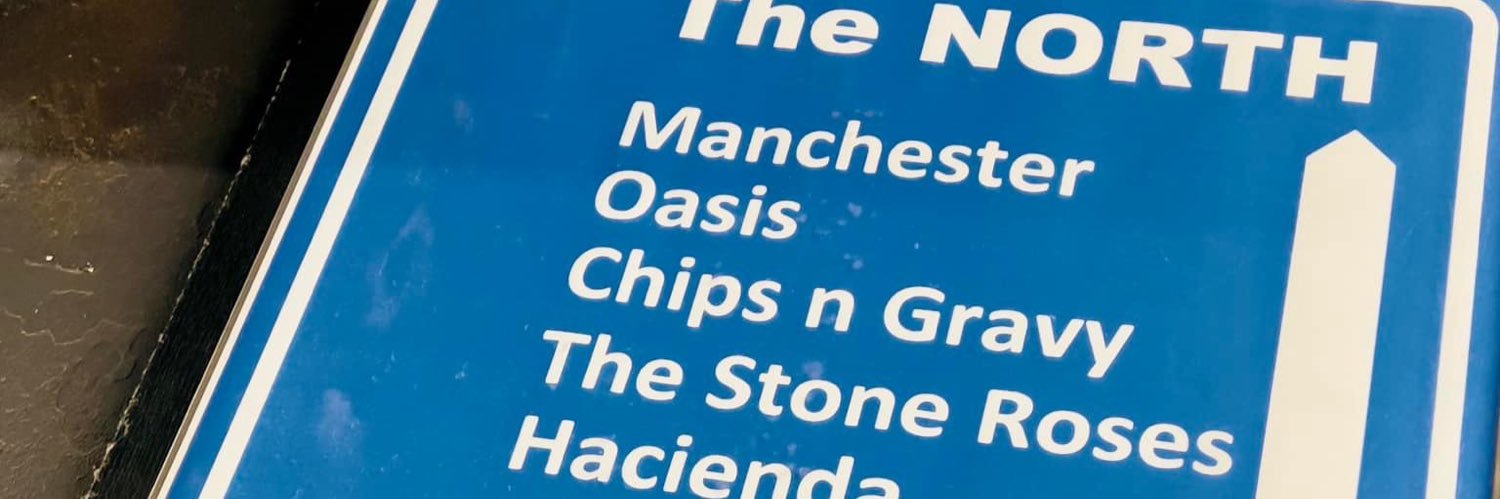 The NORTH
Manchester
Oasis
Chips n Gravy
The Stone Roses
Hacienda